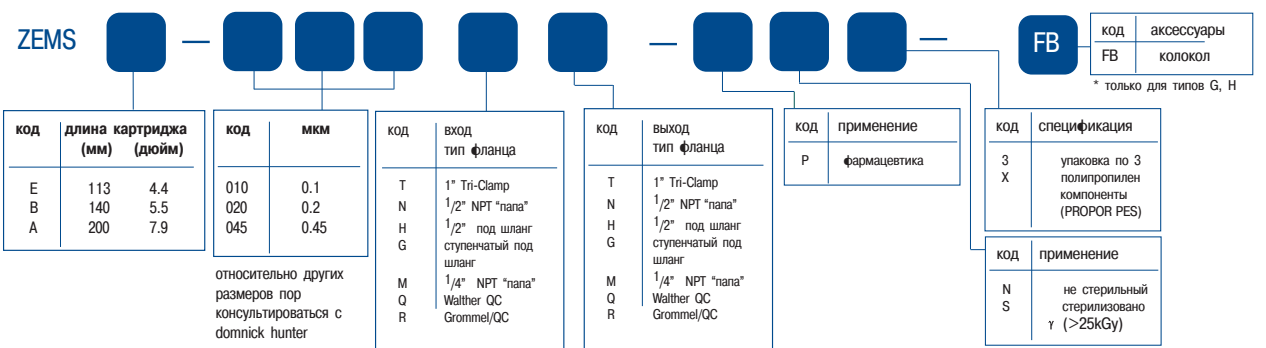 ZEMS — — — FB
код аксессуары
FB колокол
* только для типов G, H
код длина картриджа
(мм) (дюйм)
E 113 4.4
B 140 5.5
A 200 7.9
код мкм
010 0.1
020 0.2
045 0.45
относительно других
размеров пор
консультироваться с
domnick hunter
код вход
тип фланца
T 1" Tri-Clamp
N 1/2" NPT "папа"
H 1/2" под шланг
G ступенчатый под
шланг
M 1/4" NPT "папа"
Q Walther QC
R Grommel/QC
код выход
тип фланца
T 1" Tri-Clamp
N 1/2" NPT "папа"
H 1/2" под шланг
G ступенчатый под
шланг
M 1/4" NPT "папа"
Q Walther QC
R Grommel/QC
код применение
P фармацевтика
код спецификация
3 упаковка по 3
X полипропилен
компоненты
(PROPOR PES)
код применение
N не стерильный
S стерилизовано
γ (>25kGy)